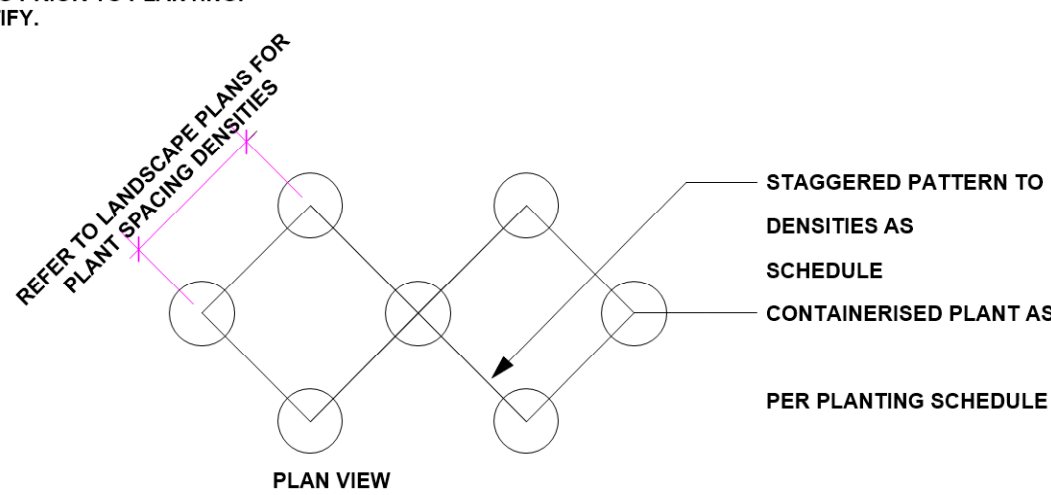 TIFY.
REFER TO LANDSCAPE PLANS FOR
PLANT SPACING DENSITIES
STAGGERED PATTERN TO
DENSITIES AS
SCHEDULE
CONTAINERISED PLANT AS
PER PLANTING SCHEDULE
PLAN VIEW